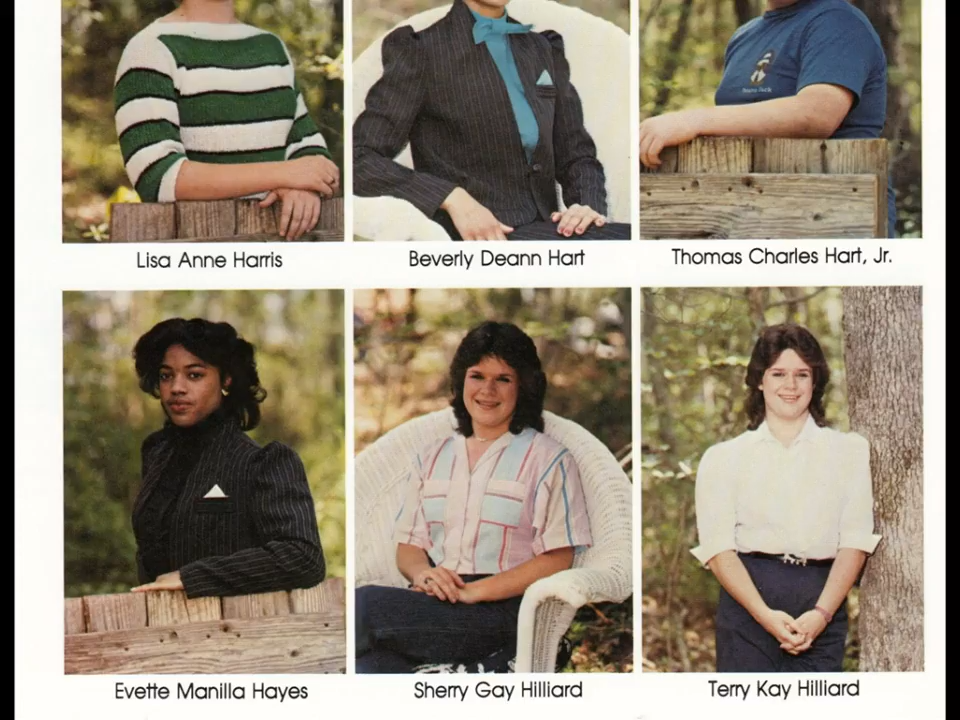 Lisa Anne Harris
Beverly Deann Hart
Thomas Charles Hart, Jr.
Evette Manilla Hayes
Sherry Gay Hilliard
Terry Kay Hilliard